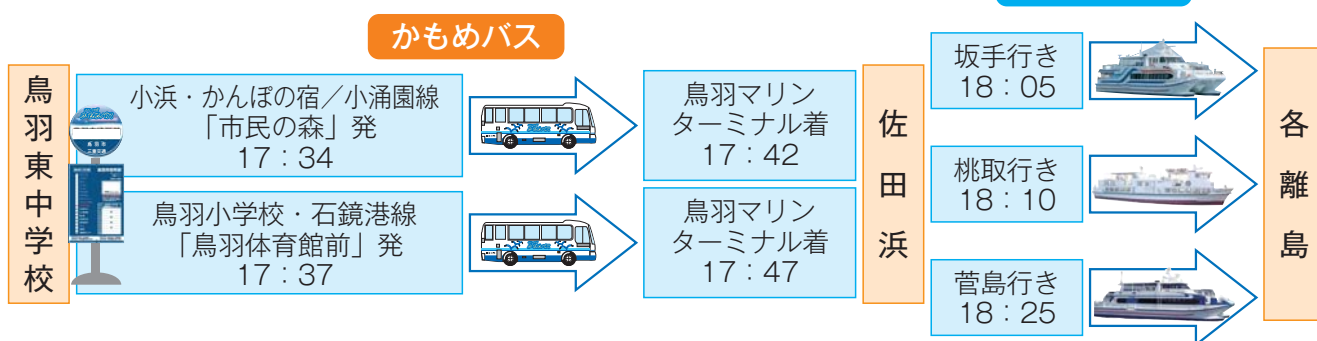 かもめバス
鳥羽東中学校
小浜・かんぽの宿／小涌園線
「市民の森」発
17：34
鳥羽マリン
ターミナル着
17：42
鳥羽小学校・石鏡港線
「鳥羽体育館前」発
17：37
鳥羽マリン
ターミナル着
17：47
佐田浜
坂手行き
18：05
桃取行き
18：10
菅島行き
18：25
各離島